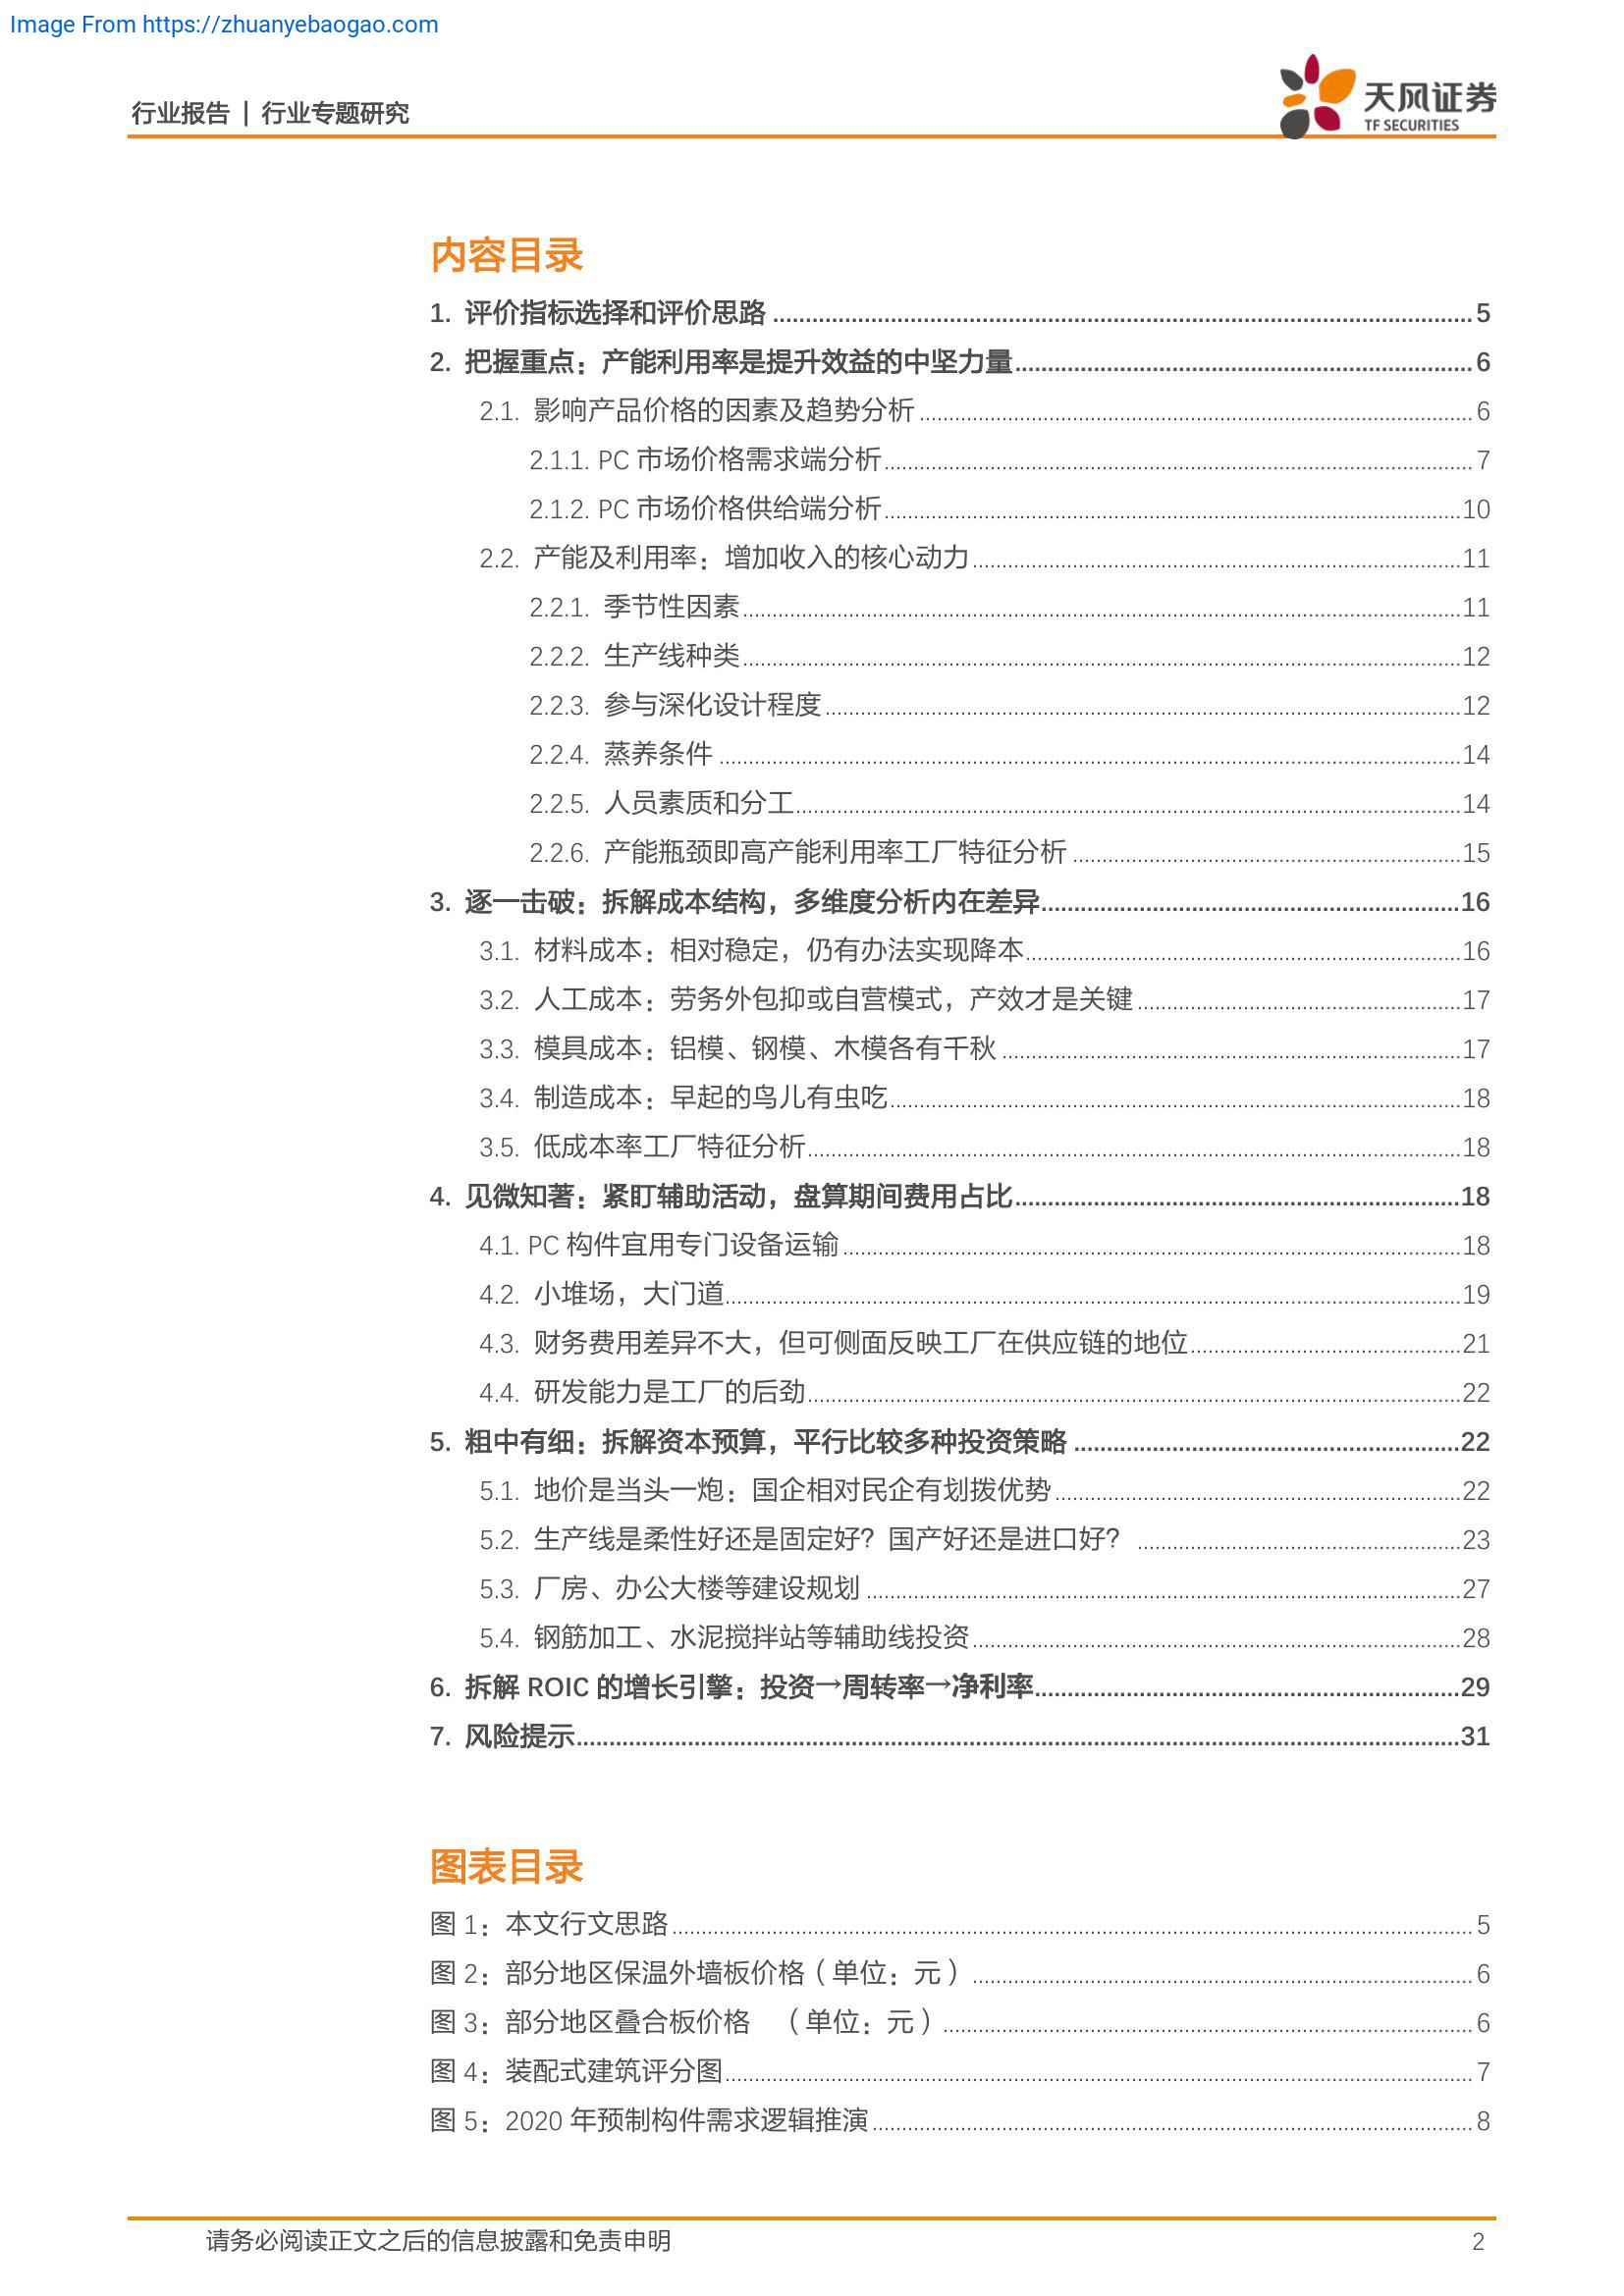 Image From https://zhuanyebaogao.com
行业报告 | 行业专题研究
天风证券
TF SECURITIES
内容目录
1. 评价指标选择和评价思路 ........ 5
2. 把握重点：产能利用率是提升效益的中坚力量 ........ 6
2.1. 影响产品价格的因素及趋势分析 ........ 6
2.1.1. PC 市场价格需求端分析 ........ 7
2.1.2. PC 市场价格供给端分析 ........ 10
2.2. 产能及利用率：增加收入的核心动力 ........ 11
2.2.1. 季节性因素 ........ 11
2.2.2. 生产线种类 ........ 12
2.2.3. 参与深化设计程度 ........ 12
2.2.4. 蒸养条件 ........ 14
2.2.5. 人员素质和分工 ........ 14
2.2.6. 产能瓶颈即高产能利用率工厂特征分析 ........ 15
3. 逐一击破：拆解成本结构，多维度分析内在差异 ........ 16
3.1. 材料成本：相对稳定，仍有办法实现降本 ........ 16
3.2. 人工成本：劳务外包抑或自营模式，产效才是关键 ........ 17
3.3. 模具成本：铝模、钢模、木模各有千秋 ........ 17
3.4. 制造成本：早起的鸟儿有虫吃 ........ 18
3.5. 低成本率工厂特征分析 ........ 18
4. 见微知著：紧盯辅助活动，盘算期间费用占比 ........ 18
4.1. PC 构件宜用专门设备运输 ........ 18
4.2. 小堆场，大门道 ........ 19
4.3. 财务费用差异不大，但可侧面反映工厂在供应链的地位 ........ 21
4.4. 研发能力是工厂的后劲 ........ 22
5. 粗中有细：拆解资本预算，平行比较多种投资策略 ........ 22
5.1. 地价是当头一炮：国企相对民企有划拨优势 ........ 22
5.2. 生产线是柔性好还是固定好？国产好还是进口好？ ........ 23
5.3. 厂房、办公大楼等建设规划 ........ 27
5.4. 钢筋加工、水泥搅拌站等辅助线投资 ........ 28
6. 拆解 ROIC 的增长引擎：投资→周转率→净利率 ........ 29
7. 风险提示 ........ 31
图表目录
图 1：本文行文思路 ........ 5
图 2：部分地区保温外墙板价格（单位：元） ........ 6
图 3：部分地区叠合板价格 （单位：元） ........ 6
图 4：装配式建筑评分图 ........ 7
图 5：2020 年预制构件需求逻辑推演 ........ 8
请务必阅读正文之后的信息披露和免责申明 2